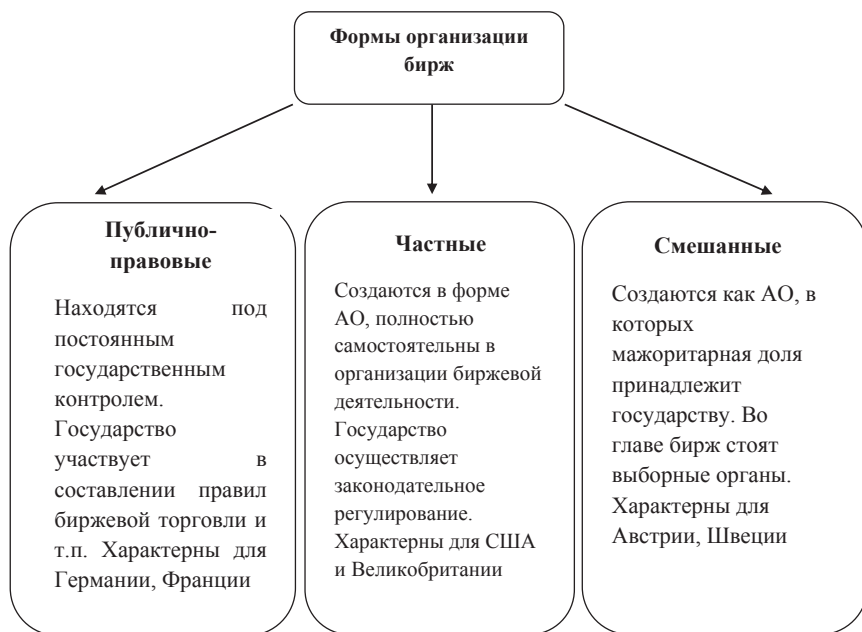 Формы организации
бирж
Публично-
правовые
Находятся под
постоянным
государственным
контролем.
Государство
участвует в
составлении правил
биржевой торговли и
т.п. Характерны для
Германии, Франции
Частные
Создаются в форме
АО, полностью
самостоятельны в
организации биржевой
деятельности.
Государство
осуществляет
законодательное
регулирование.
Характерны для США
и Великобритании
Смешанные
Создаются как АО, в
которых
мажоритарная доля
принадлежит
государству. Во
главе бирж стоят
выборные органы.
Характерны для
Австрии, Швеции